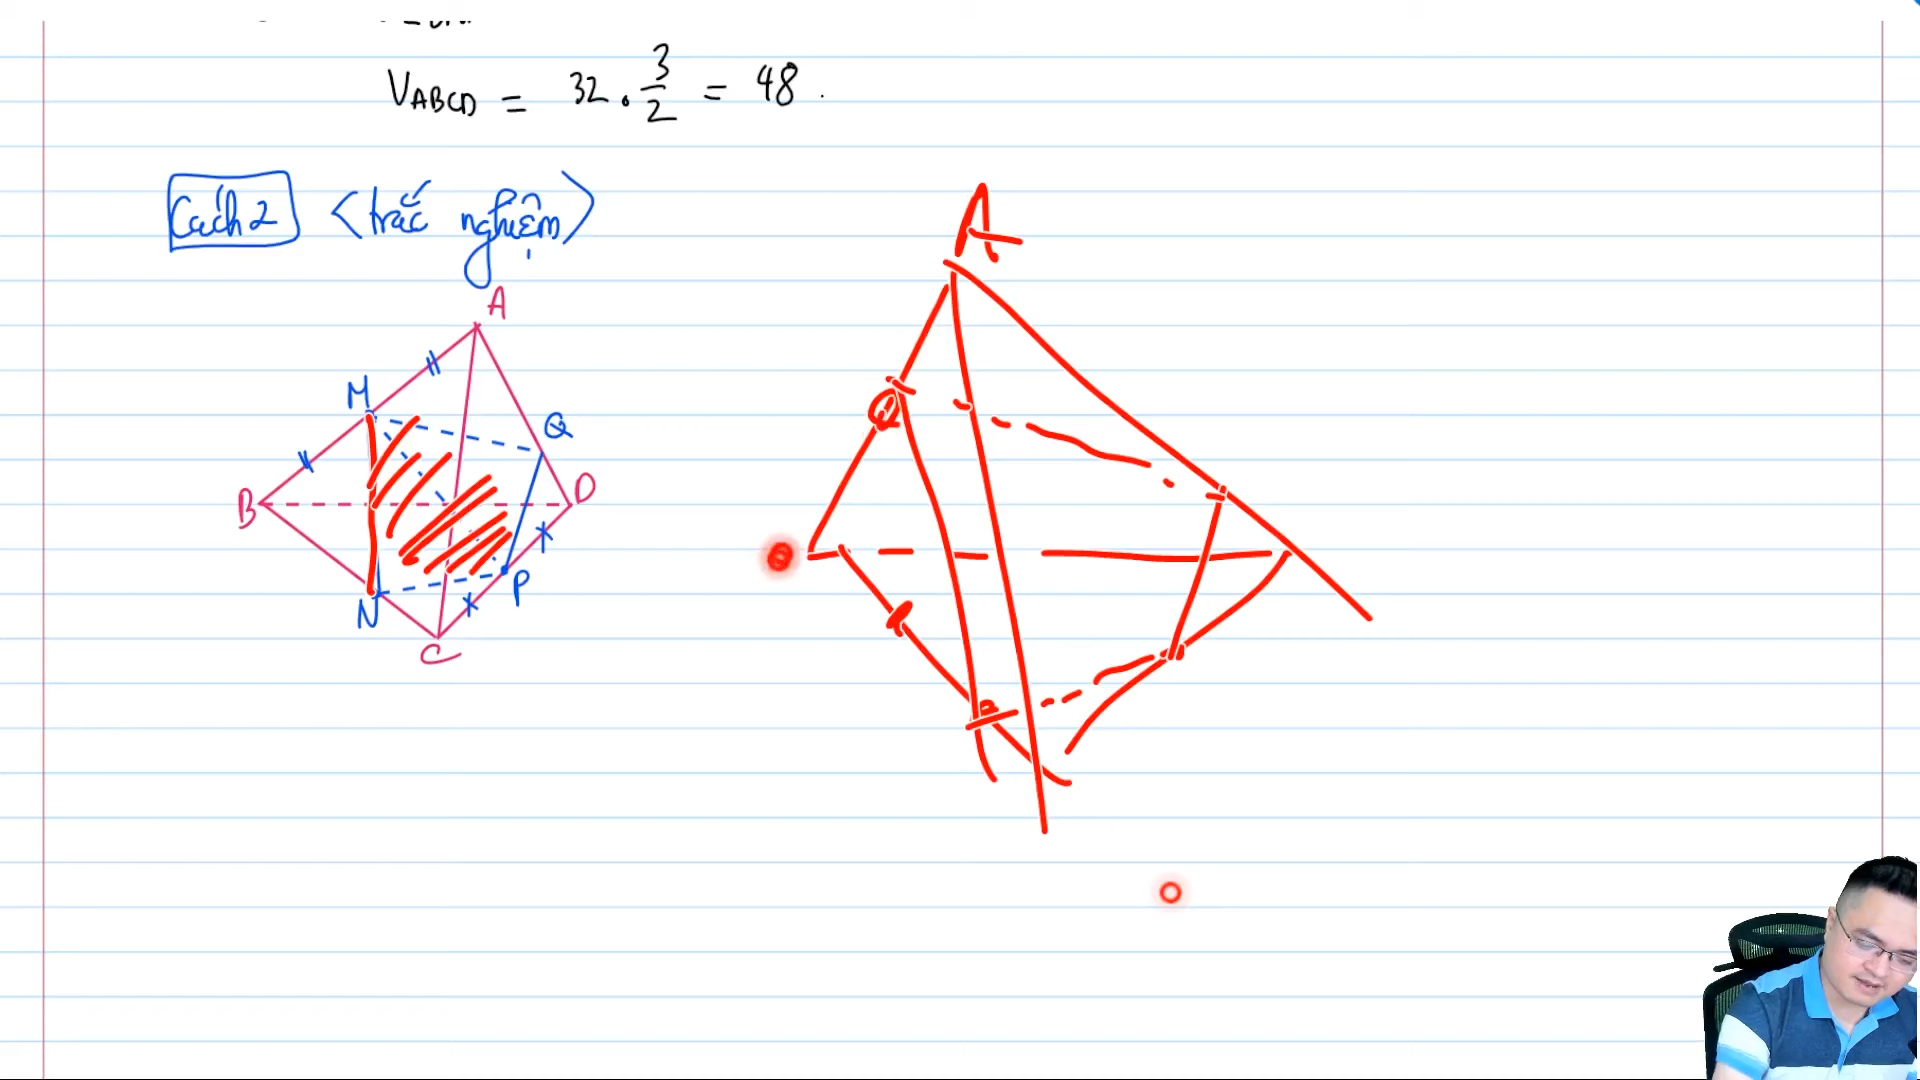 V_ABCD = 32 . 3/2 = 48 .
Cách 2 <trắc nghiệm>
A
M
Q
B
D
P
N
C
A